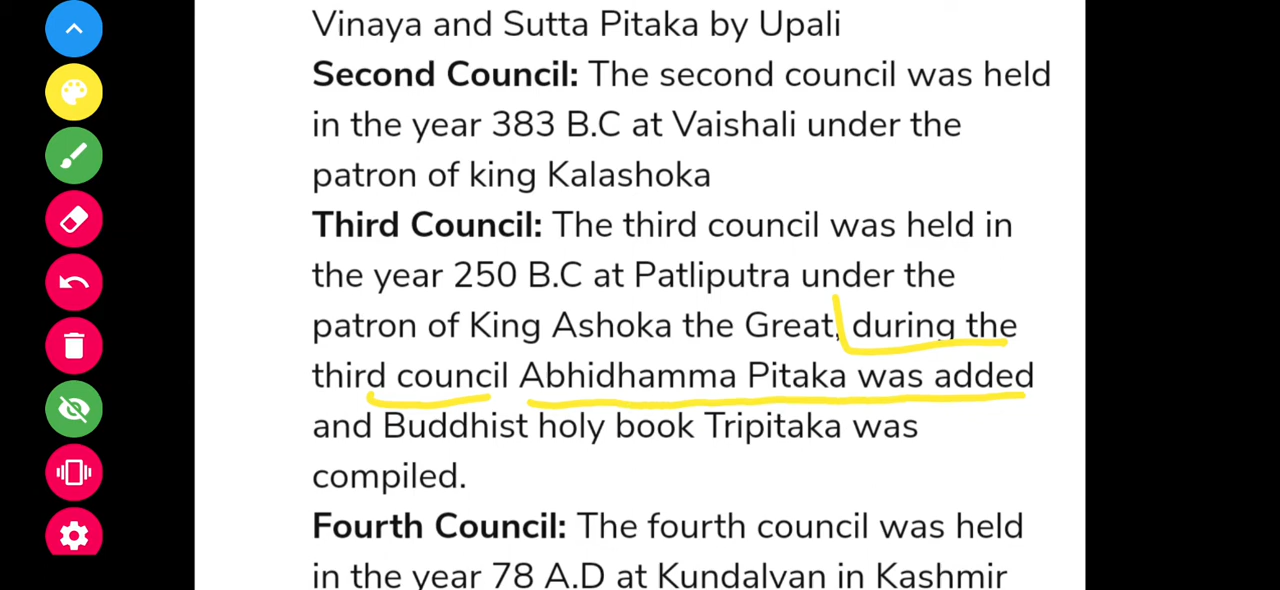 Vinaya and Sutta Pitaka by Upali
Second Council: The second council was held
in the year 383 B.C at Vaishali under the
patron of king Kalashoka
Third Council: The third council was held in
the year 250 B.C at Patliputra under the
patron of King Ashoka the Great, during the
third council Abhidhamma Pitaka was added
and Buddhist holy book Tripitaka was
compiled.
Fourth Council: The fourth council was held
in the year 78 A.D at Kundalvan in Kashmir